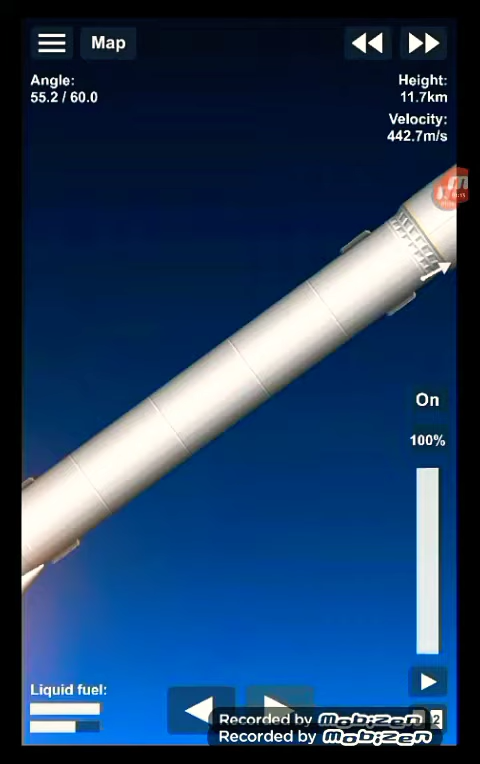 Map
Angle:
55.2 / 60.0
Height:
11.7km
Velocity:
442.7m/s
On
100%
Liquid fuel:
2
Recorded by Mobizen
Recorded by Mobizen